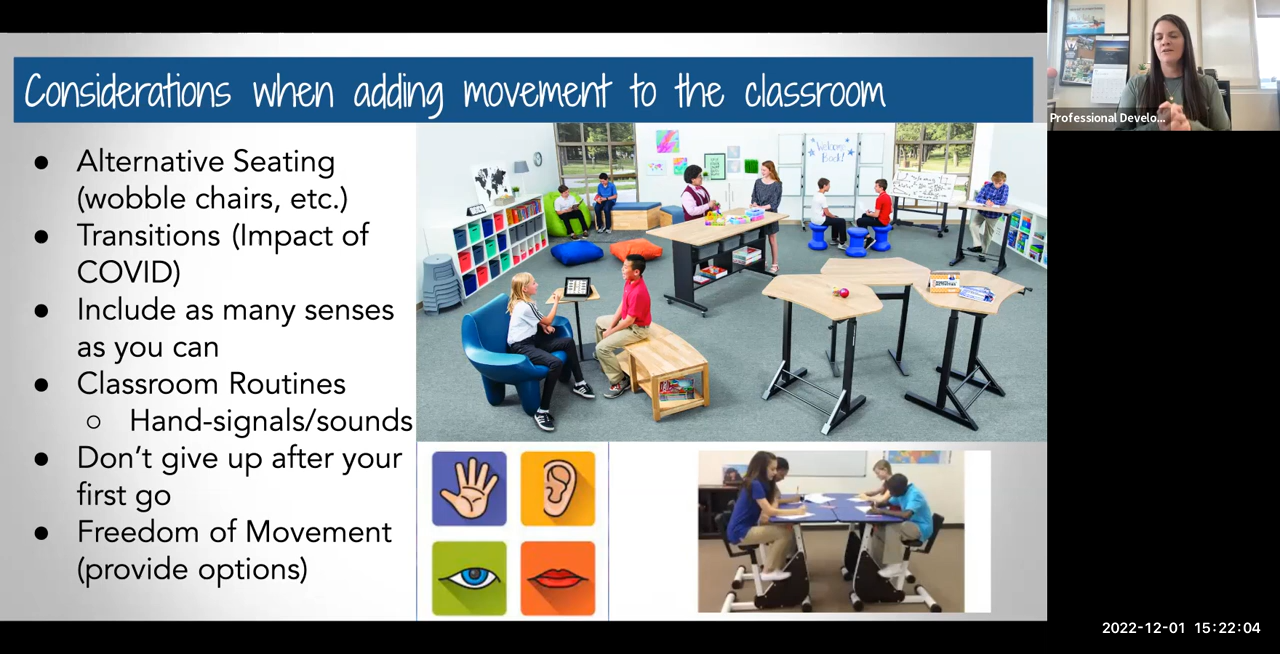 Considerations when adding movement to the classroom
● Alternative Seating
(wobble chairs, etc.)
● Transitions (Impact of
COVID)
● Include as many senses
as you can
● Classroom Routines
○ Hand-signals/sounds
● Don't give up after your
first go
● Freedom of Movement
(provide options)
Welcome
Back!
Professional Develo...
2022-12-01 15:22:04